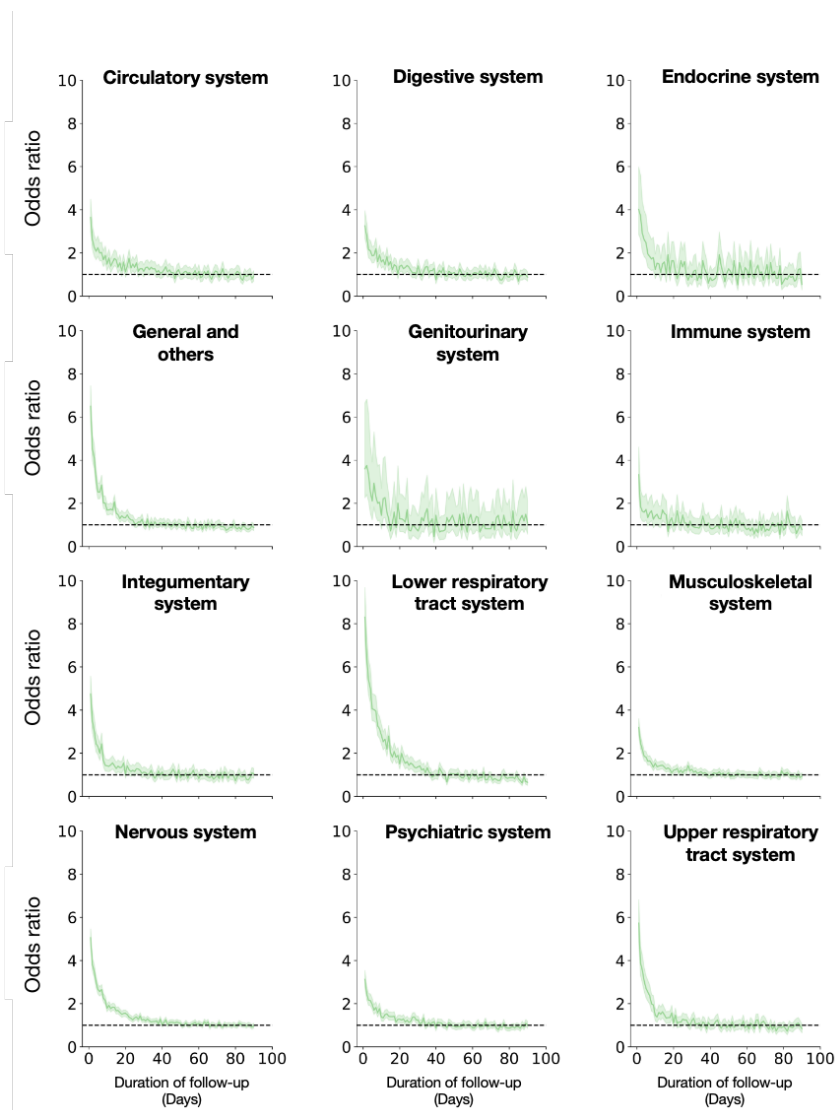 Circulatory system
Digestive system
Endocrine system
10
8
6
4
2
0
10
8
6
4
2
0
10
8
6
4
2
0
Odds ratio
General and
others
Genitourinary
system
Immune system
10
8
6
4
2
0
10
8
6
4
2
0
10
8
6
4
2
0
Odds ratio
Integumentary
system
Lower respiratory
tract system
Musculoskeletal
system
10
8
6
4
2
0
10
8
6
4
2
0
10
8
6
4
2
0
Odds ratio
Nervous system
Psychiatric system
Upper respiratory
tract system
10
8
6
4
2
0
10
8
6
4
2
0
10
8
6
4
2
0
Odds ratio
0 20 40 60 80 100
0 20 40 60 80 100
0 20 40 60 80 100
Duration of follow-up
(Days)
Duration of follow-up
(Days)
Duration of follow-up
(Days)